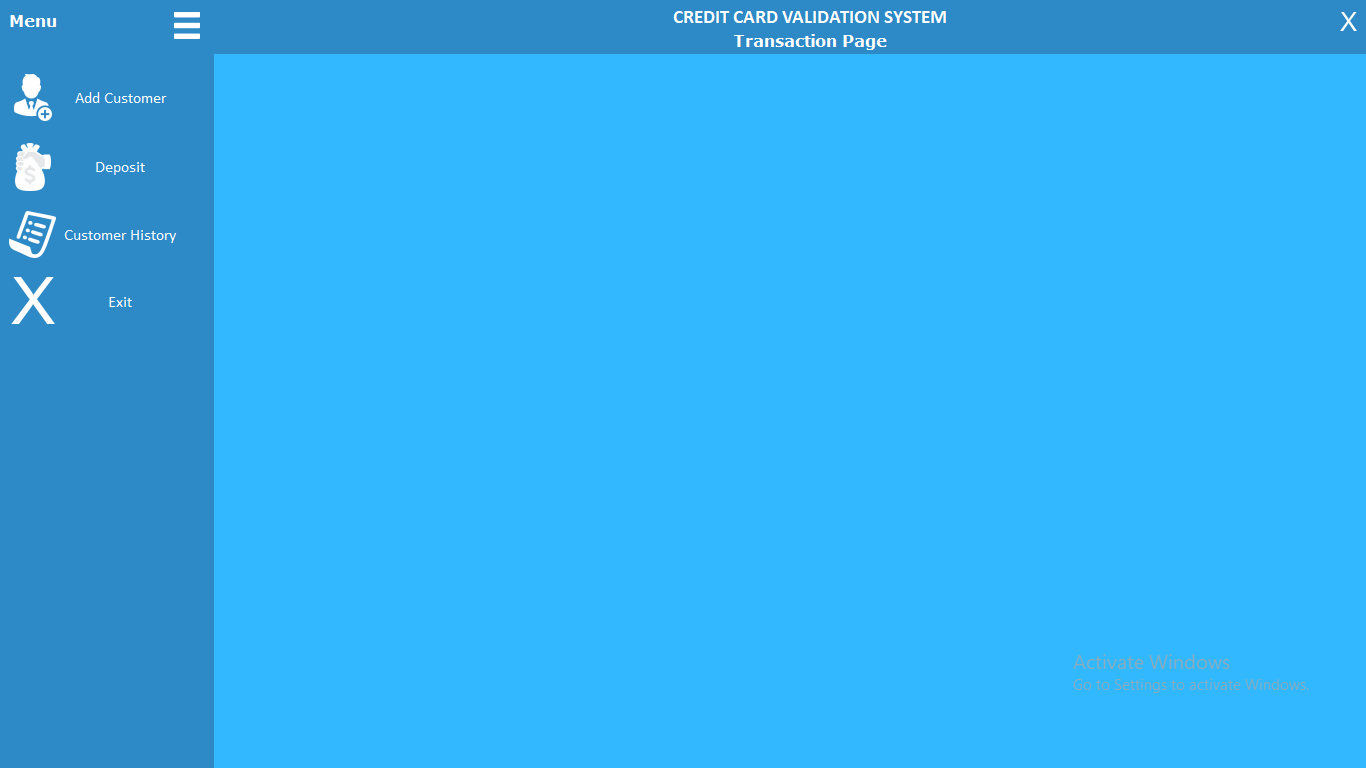 Menu
CREDIT CARD VALIDATION SYSTEM
Transaction Page
X
Add Customer
Deposit
Customer History
X
Exit
Activate Windows
Go to Settings to activate Windows.